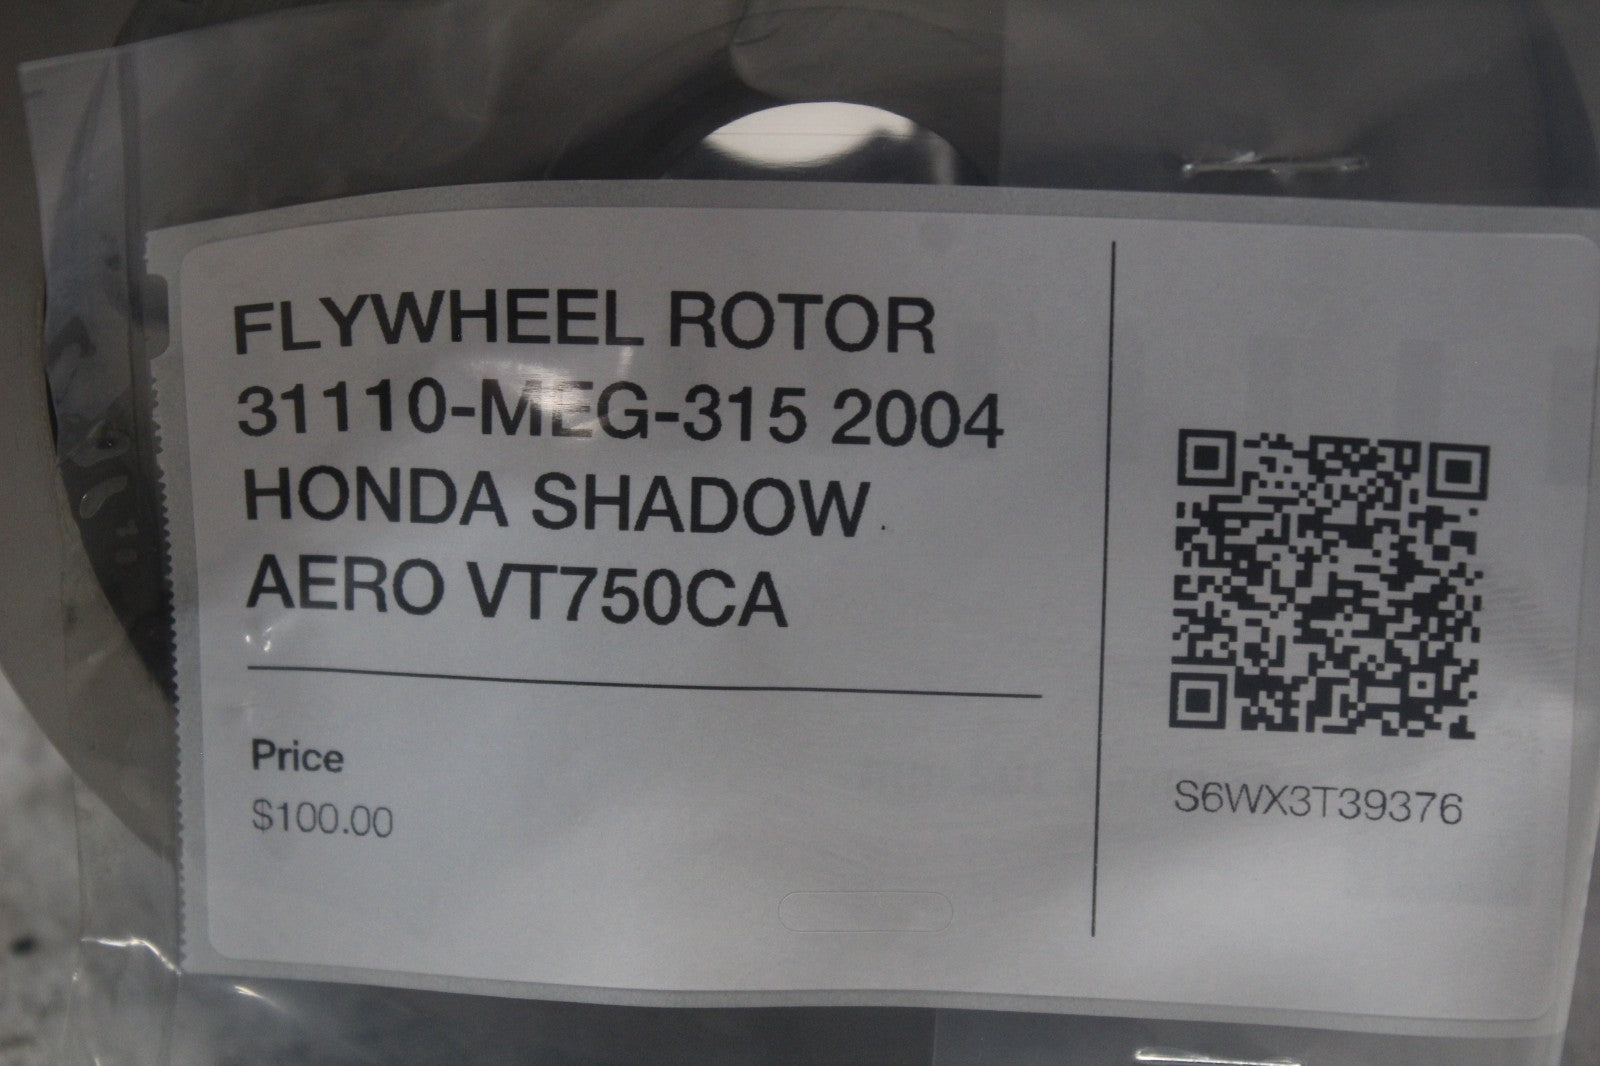 FLYWHEEL ROTOR
31110-MEG-315 2004
HONDA SHADOW
AERO VT750CA
Price
$100.00
S6WX3T39376